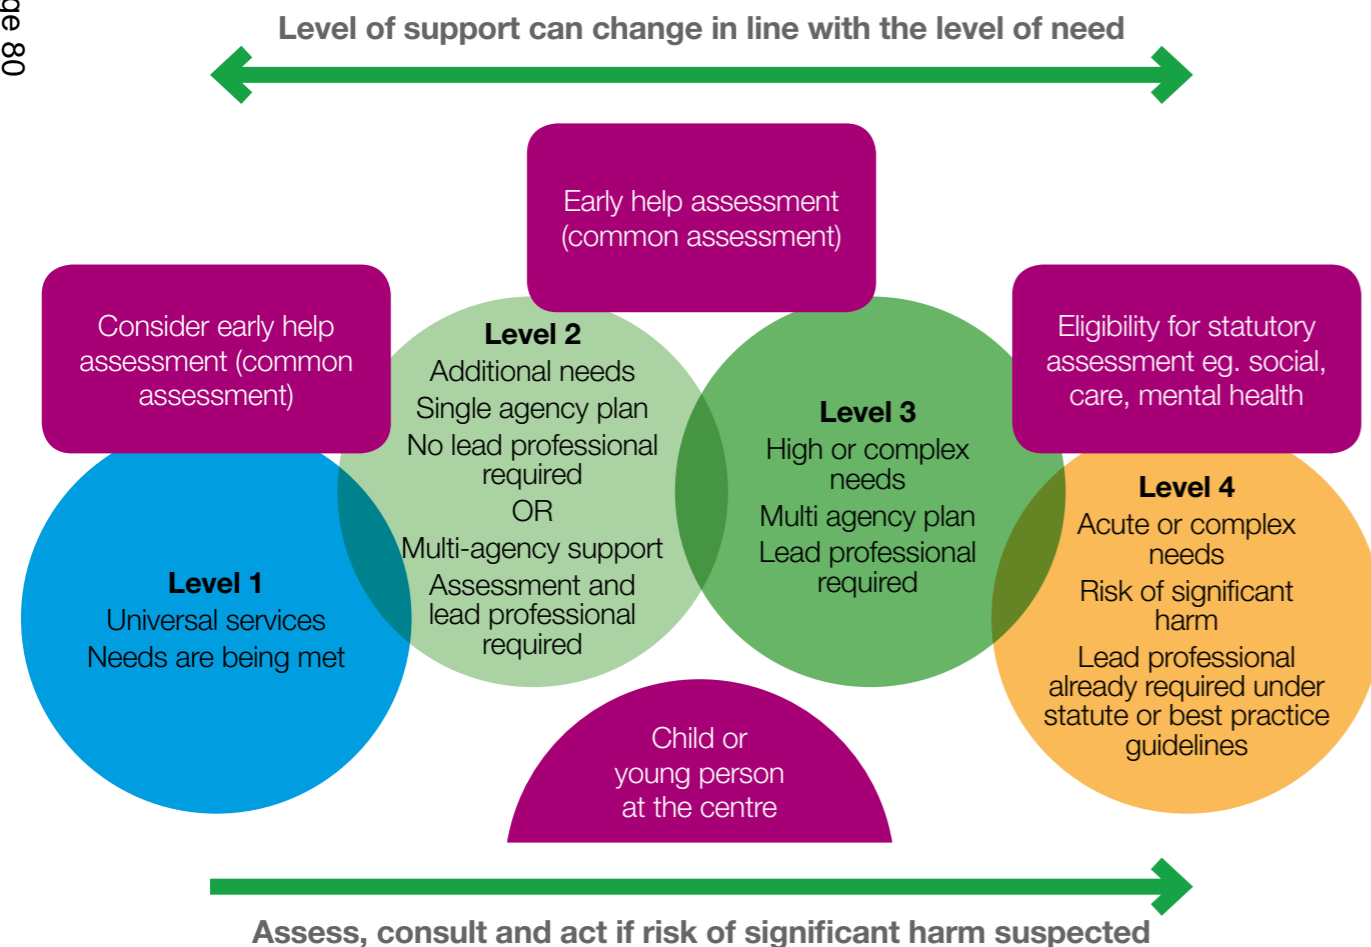 ge 80
Level of support can change in line with the level of need
Early help assessment
(common assessment)
Consider early help
assessment (common
assessment)
Eligibility for statutory
assessment eg. social,
care, mental health
Level 1
Universal services
Needs are being met
Level 2
Additional needs
Single agency plan
No lead professional
required
OR
Multi-agency support
Assessment and
lead professional
required
Level 3
High or complex
needs
Multi agency plan
Lead professional
required
Level 4
Acute or complex
needs
Risk of significant
harm
Lead professional
already required under
statute or best practice
guidelines
Child or
young person
at the centre
Assess, consult and act if risk of significant harm suspected